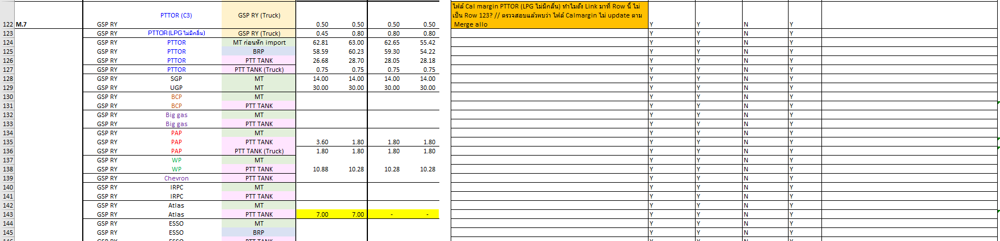 ไฟล์ Cal margin PTTOR (LPG ไม่มีกลิ่น) ทำไมถึง Link มาที่ Row นี้ ไม่
เป็น Row 123? // ตรวจสอบแล้วพบว่า ไฟล์ Calmargin ไม่ update ตาม
Merge allo
122 M.7 GSP RY PTTOR (C3) GSP RY (Truck) 0.50 0.50 0.50 0.50 Y Y N Y
123 GSP RY PTTOR (LPG ไม่มีกลิ่น) GSP RY (Truck) 0.45 0.80 0.80 0.80 Y Y N Y
124 GSP RY PTTOR MT ก่อนหัก import 62.81 63.00 62.65 55.42 Y Y N Y
125 GSP RY PTTOR BRP 58.59 60.23 59.30 54.22 Y Y N Y
126 GSP RY PTTOR PTT TANK 26.68 28.70 28.05 28.18 Y Y N Y
127 GSP RY PTTOR PTT TANK (Truck) 0.75 0.75 0.75 0.75 Y Y N Y
128 GSP RY SGP MT 14.00 14.00 14.00 14.00 Y Y N Y
129 GSP RY UGP MT 30.00 30.00 30.00 30.00 Y Y N Y
130 GSP RY BCP MT Y Y N Y
131 GSP RY BCP PTT TANK Y Y N Y
132 GSP RY Big gas MT Y Y N Y
133 GSP RY Big gas PTT TANK Y Y N Y
134 GSP RY PAP MT Y Y N Y
135 GSP RY PAP PTT TANK 3.60 1.80 1.80 1.80 Y Y N Y
136 GSP RY PAP PTT TANK (Truck) 1.80 1.80 1.80 1.80 Y Y N Y
137 GSP RY WP MT Y Y N Y
138 GSP RY WP PTT TANK 10.88 10.28 10.28 10.28 Y Y N Y
139 GSP RY Chevron PTT TANK Y Y N Y
140 GSP RY IRPC MT Y Y N Y
141 GSP RY IRPC PTT TANK Y Y N Y
142 GSP RY Atlas MT Y Y N Y
143 GSP RY Atlas PTT TANK 7.00 7.00 - - Y Y N Y
144 GSP RY ESSO MT Y Y N Y
145 GSP RY ESSO BRP Y Y N Y
146 GSP RY ESSO PTT TANK